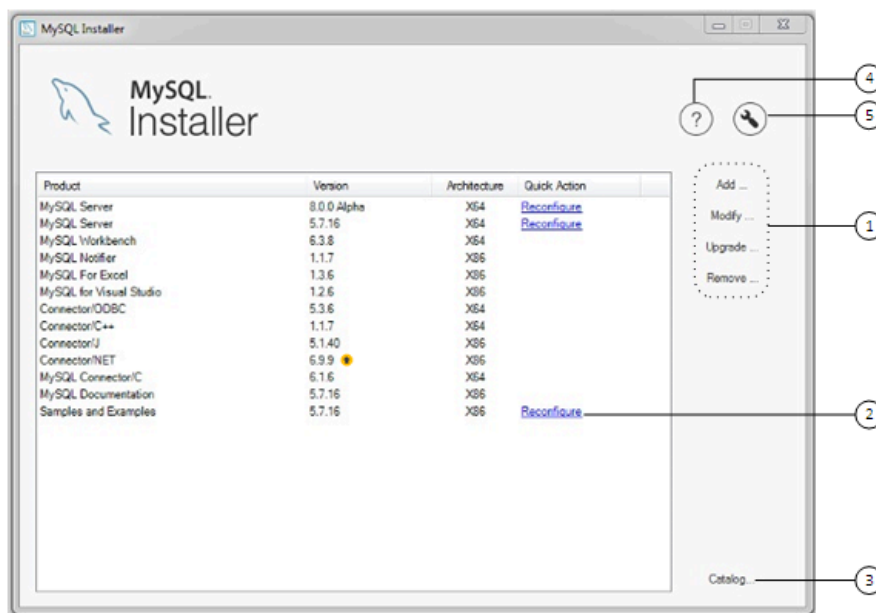 MySQL Installer
4
MySQL.
Installer
?
5
Product Version Architecture Quick Action
Add ...
MySQL Server 8.0.0 Alpha X64 Reconfigure
MySQL Server 5.7.16 X64 Reconfigure
Modify ...
1
MySQL Workbench 6.3.8 X64
MySQL Notifier 1.1.7 X86
Upgrade ...
MySQL For Excel 1.3.6 X86
Remove ...
MySQL for Visual Studio 1.2.6 X86
Connector/ODBC 5.3.6 X64
Connector/C++ 1.1.7 X64
Connector/J 5.1.40 X86
Connector/NET 6.9.9 X86
MySQL Connector/C 6.1.6 X64
MySQL Documentation 5.7.16 X86
Samples and Examples 5.7.16 X86 Reconfigure
2
Catalog...
3